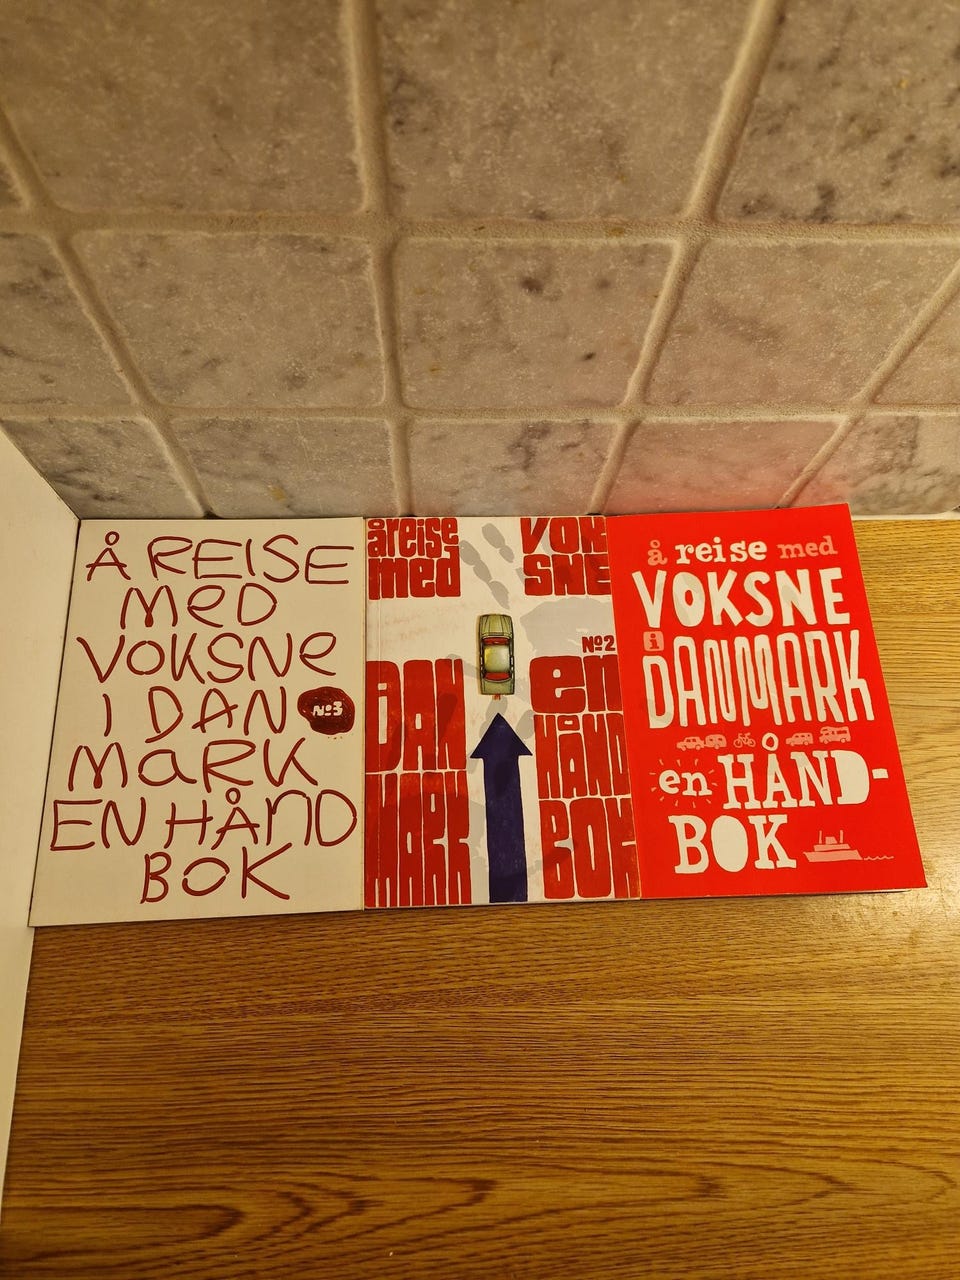 Å REISE
MeD
VOKSNe
I DAN
Nº3
MaRK
EN HÅnD
BOK
åreise
med
VOK
SNE
Nº2
i DAN
MARK
en
HÅND
BOK
å reise med
VOKSNE
i
DANMARK
en HÅND-
BOK